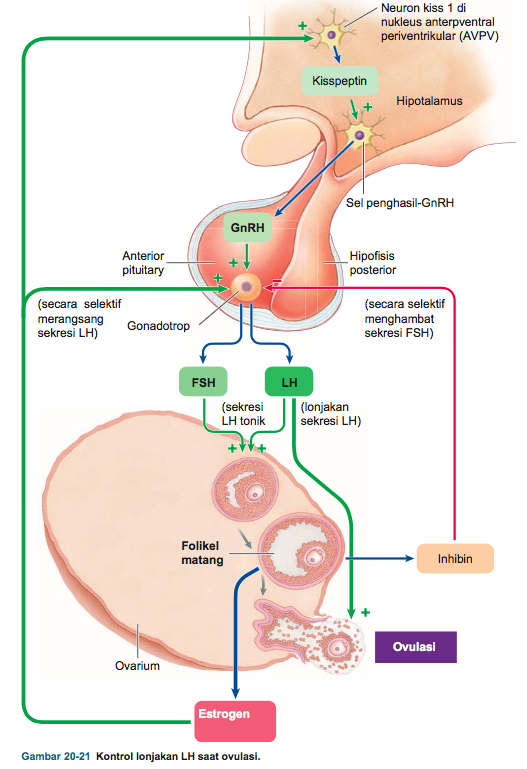 Neuron kiss 1 di
nukleus anterpventral
periventrikular (AVPV)
+
Kisspeptin
+
Hipotalamus
Sel penghasil-GnRH
GnRH
Anterior
pituitary
Hipofisis
posterior
+
+
–
(secara selektif
merangsang
sekresi LH)
Gonadotrop
(secara selektif
menghambat
sekresi FSH)
FSH
LH
(sekresi
LH tonik
(lonjakan
sekresi LH)
+ +
Folikel
matang
Inhibin
+
Ovulasi
Ovarium
Estrogen
Gambar 20-21 Kontrol lonjakan LH saat ovulasi.